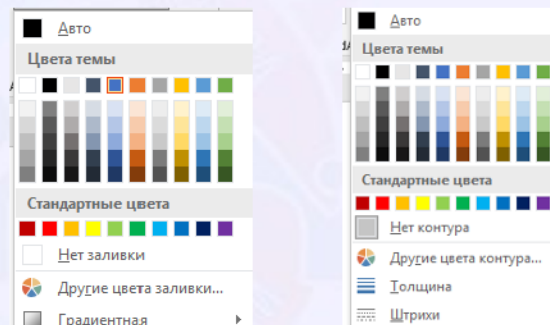 Авто
Цвета темы
Стандартные цвета
Нет заливки
Другие цвета заливки...
Градиентная
Авто
Цвета темы
Стандартные цвета
Нет контура
Другие цвета контура...
Толщина
Штрихи